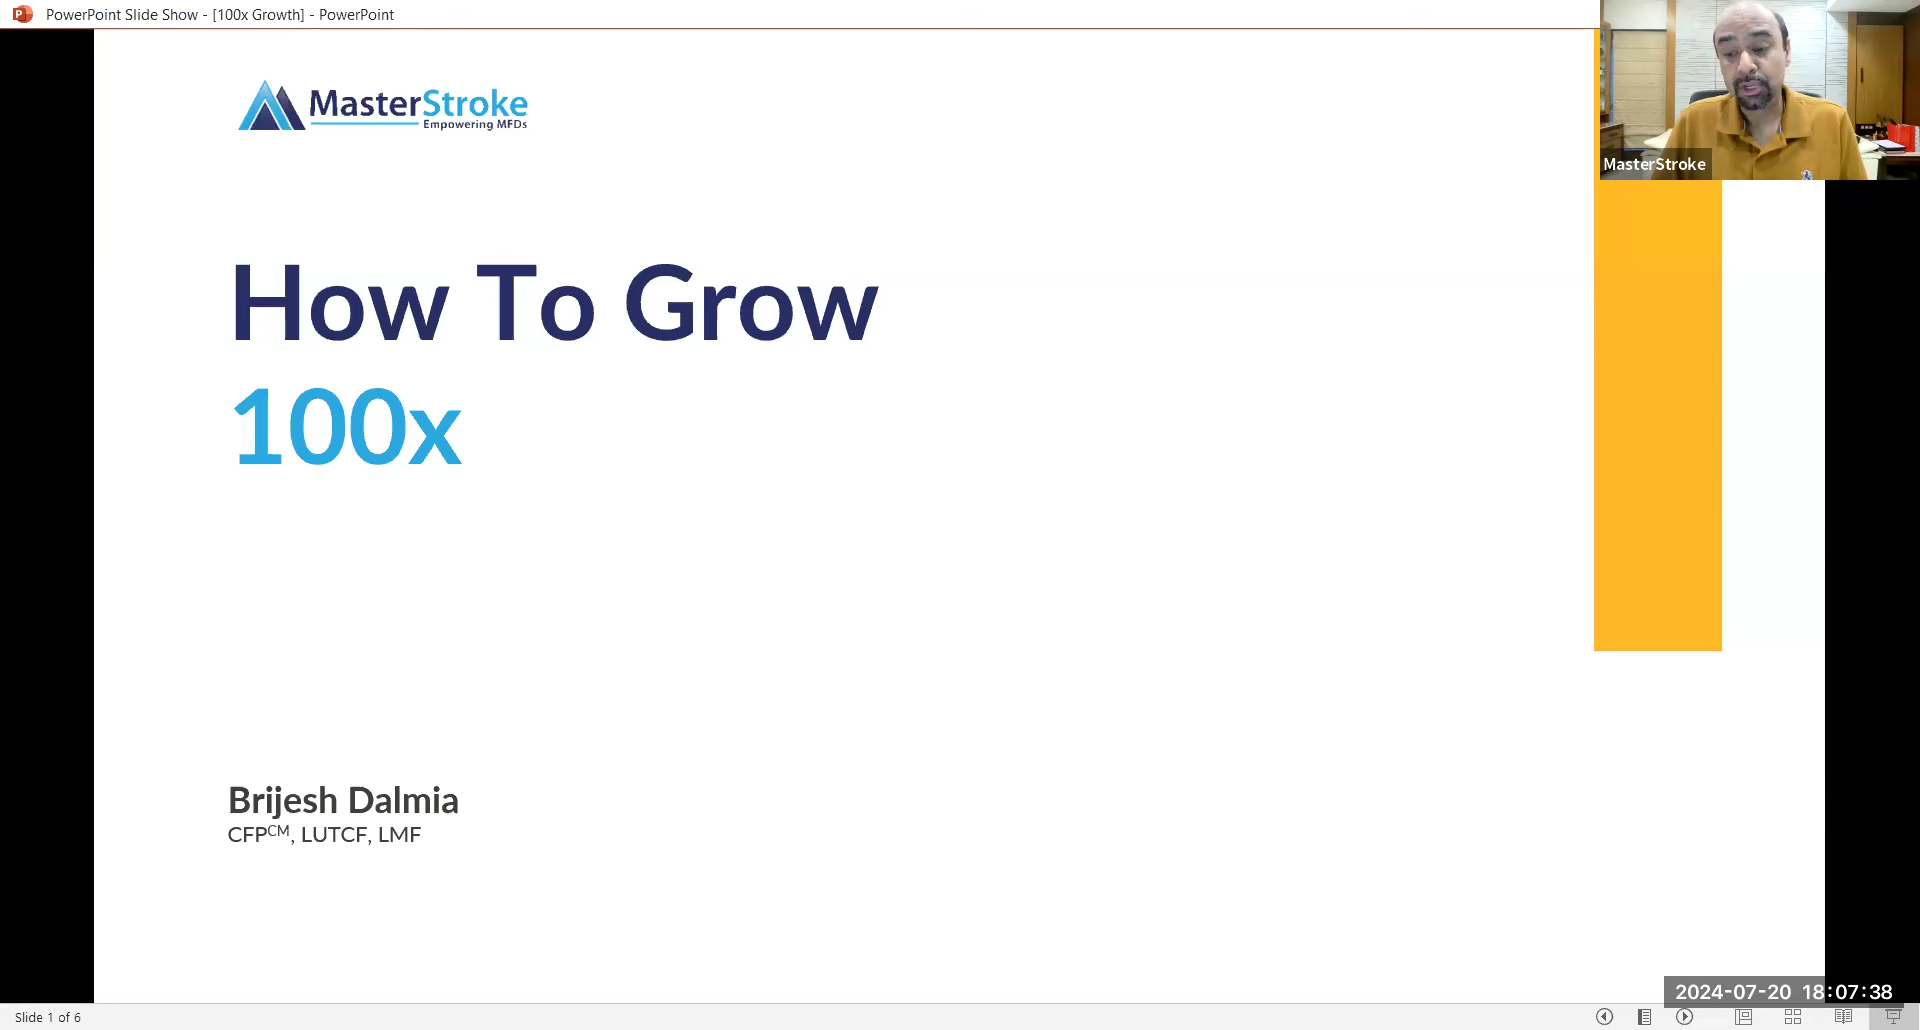 PowerPoint Slide Show - [100x Growth] - PowerPoint
MasterStroke
Empowering MFDs
MasterStroke
How To Grow
100x
Brijesh Dalmia
CFPCM, LUTCF, LMF
2024-07-20 18:07:38
Slide 1 of 6